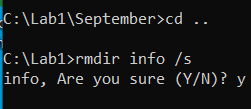 C:\Lab1\September>cd ..
C:\Lab1>rmdir info /s
info, Are you sure (Y/N)? y